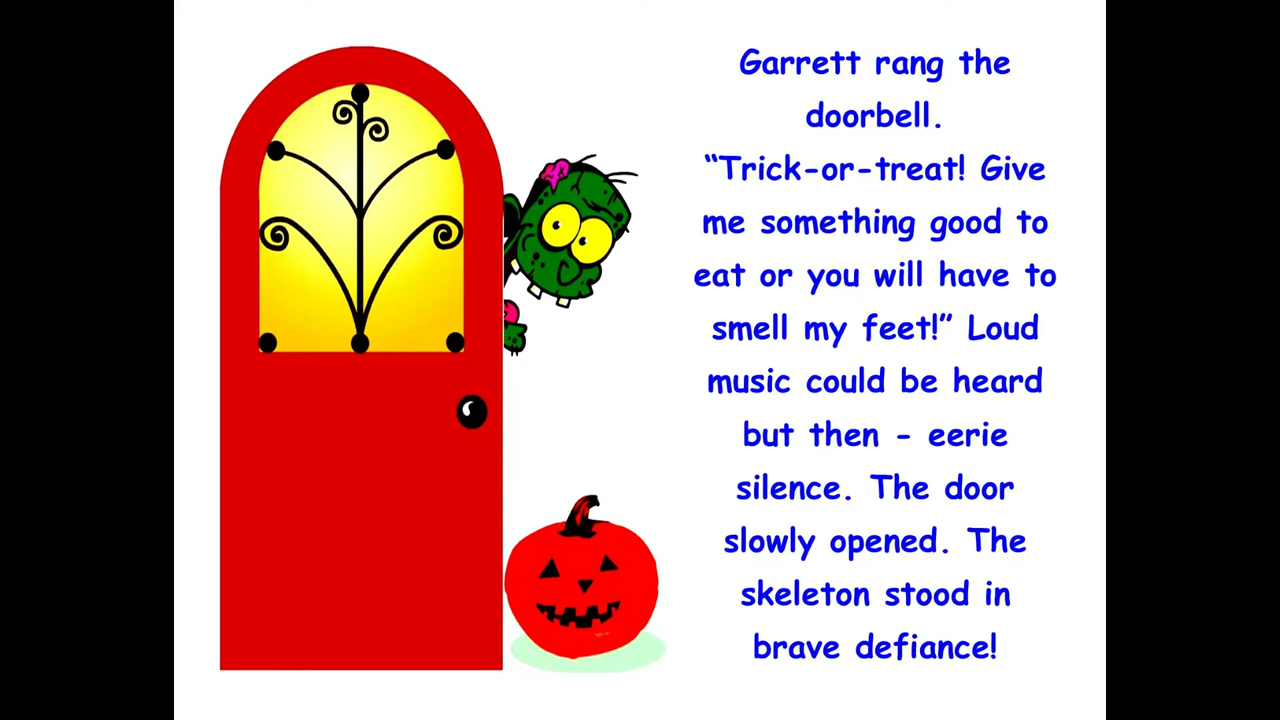 Garrett rang the
doorbell.
“Trick-or-treat! Give
me something good to
eat or you will have to
smell my feet!” Loud
music could be heard
but then - eerie
silence. The door
slowly opened. The
skeleton stood in
brave defiance!